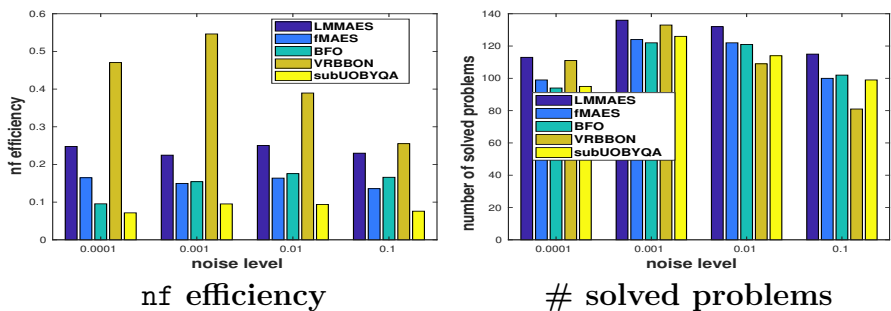 nf efficiency
0.6
0.5
0.4
0.3
0.2
0.1
0
LMMAES
fMAES
BFO
VRBBON
subUOBYQA
0.0001 0.001 0.01 0.1
noise level
nf efficiency
number of solved problems
140
120
100
80
60
40
20
0
LMMAES
fMAES
BFO
VRBBON
subUOBYQA
0.0001 0.001 0.01 0.1
noise level
# solved problems